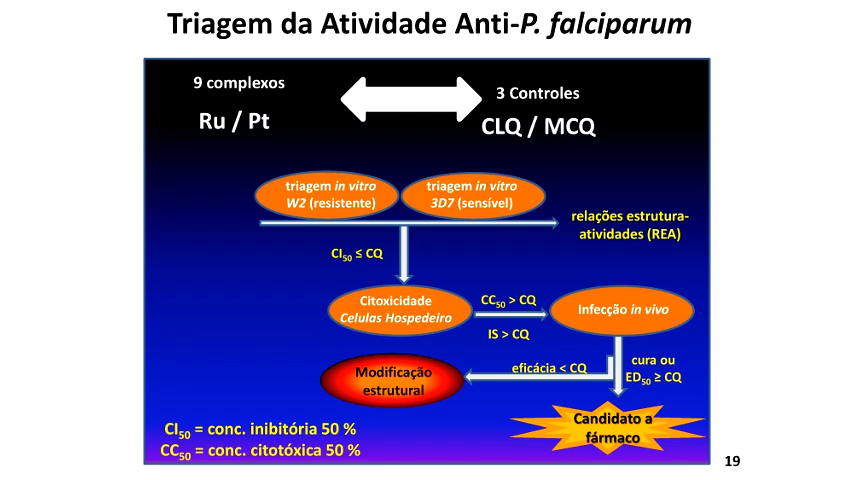 Triagem da Atividade Anti-P. falciparum
9 complexos
Ru / Pt
3 Controles
CLQ / MCQ
triagem in vitro
W2 (resistente)
triagem in vitro
3D7 (sensível)
relações estrutura-
atividades (REA)
CI50 ≤ CQ
Citoxicidade
Celulas Hospedeiro
CC50 > CQ
IS > CQ
Infecção in vivo
Modificação
estrutural
eficácia < CQ
cura ou
ED50 ≥ CQ
Candidato a
fármaco
CI50 = conc. inibitória 50 %
CC50 = conc. citotóxica 50 %
19